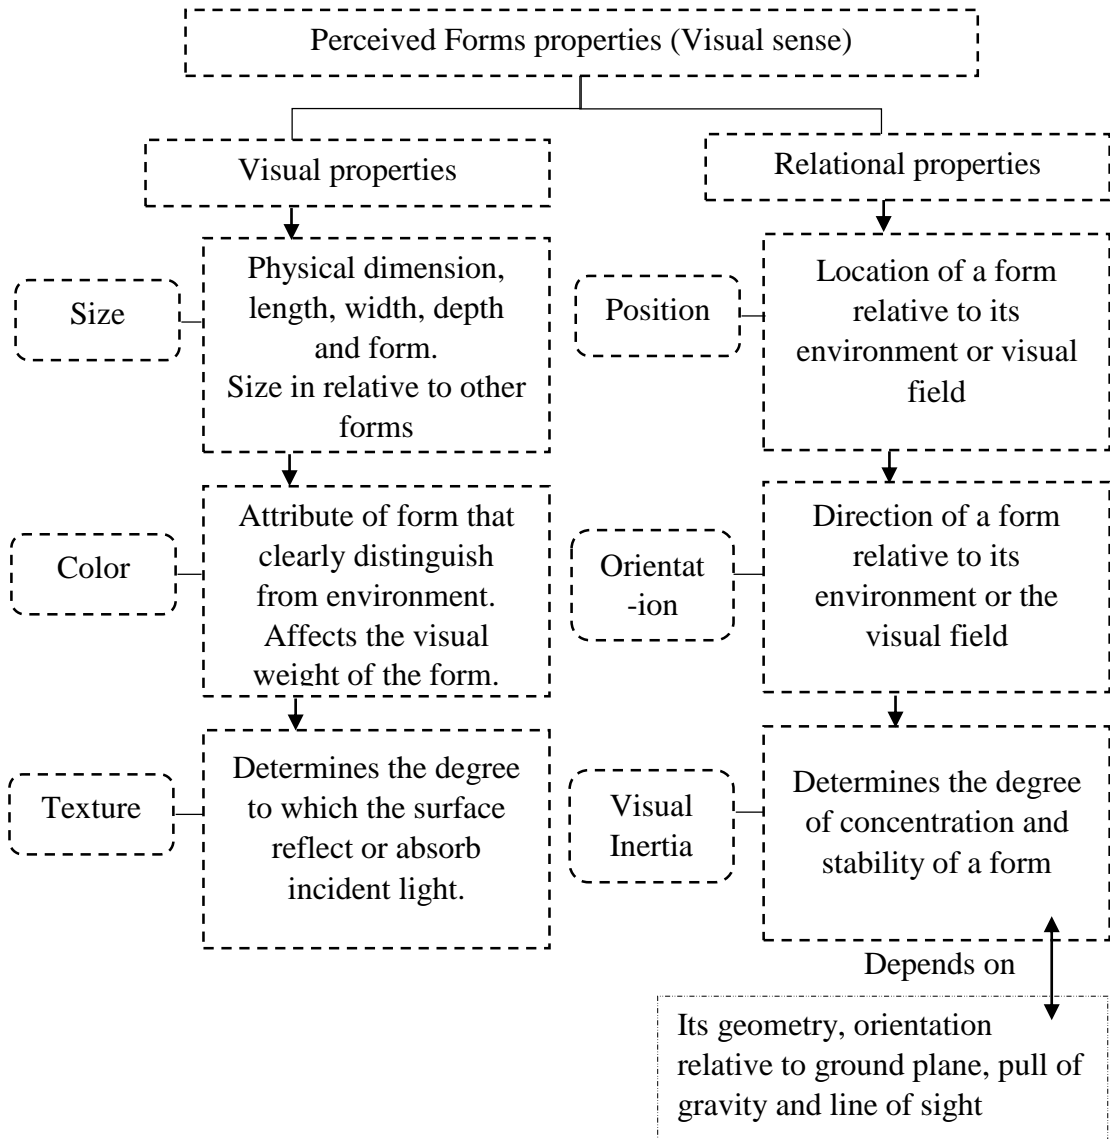 Perceived Forms properties (Visual sense)
Visual properties
Size
Physical dimension,
length, width, depth
and form.
Size in relative to other
forms
Color
Attribute of form that
clearly distinguish
from environment.
Affects the visual
weight of the form.
Texture
Determines the degree
to which the surface
reflect or absorb
incident light.
Relational properties
Position
Location of a form
relative to its
environment or visual
field
Orientat
-ion
Direction of a form
relative to its
environment or the
visual field
Visual
Inertia
Determines the degree
of concentration and
stability of a form
Depends on
Its geometry, orientation
relative to ground plane, pull of
gravity and line of sight